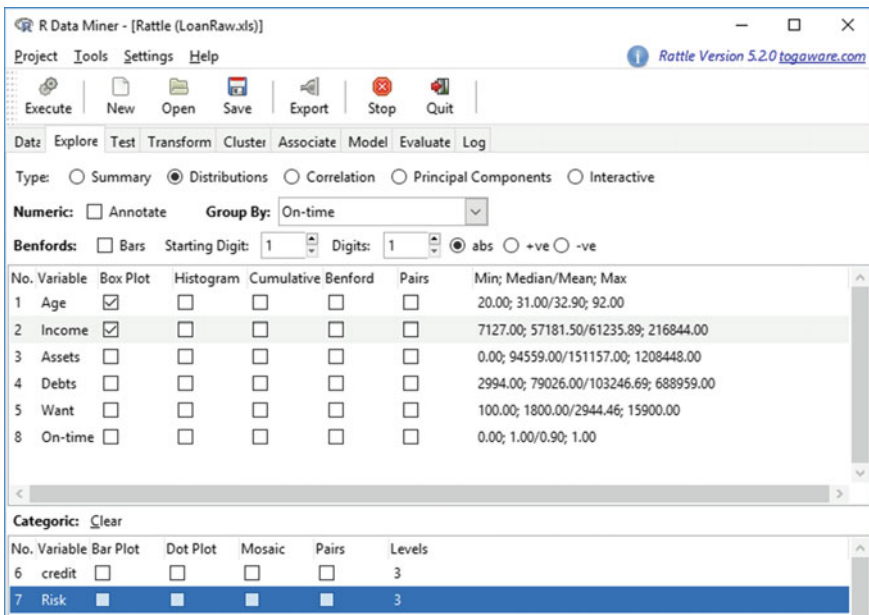 R Data Miner - [Rattle (LoanRaw.xls)]
Project Tools Settings Help Rattle Version 5.2.0 togaware.com
Execute New Open Save Export Stop Quit
Data Explore Test Transform Cluster Associate Model Evaluate Log
Type: Summary Distributions Correlation Principal Components Interactive
Numeric: Annotate Group By: On-time
Benfords: Bars Starting Digit: 1 Digits: 1 abs +ve -ve
No. Variable Box Plot Histogram Cumulative Benford Pairs Min; Median/Mean; Max
1 Age 20.00; 31.00/32.90; 92.00
2 Income 7127.00; 57181.50/61235.89; 216844.00
3 Assets 0.00; 94559.00/151157.00; 1208448.00
4 Debts 2994.00; 79026.00/103246.69; 688959.00
5 Want 100.00; 1800.00/2944.46; 15900.00
8 On-time 0.00; 1.00/0.90; 1.00
Categoric: Clear
No. Variable Bar Plot Dot Plot Mosaic Pairs Levels
6 credit 3
7 Risk 3